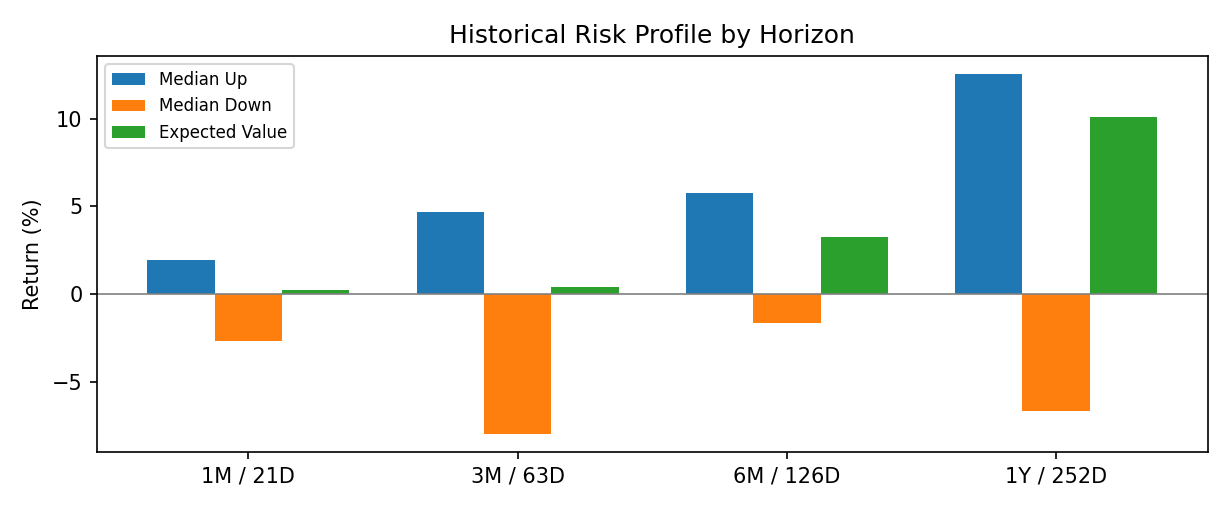 Historical Risk Profile by Horizon
Median Up
Median Down
Expected Value
Return (%)
10
5
0
−5
1M / 21D
3M / 63D
6M / 126D
1Y / 252D